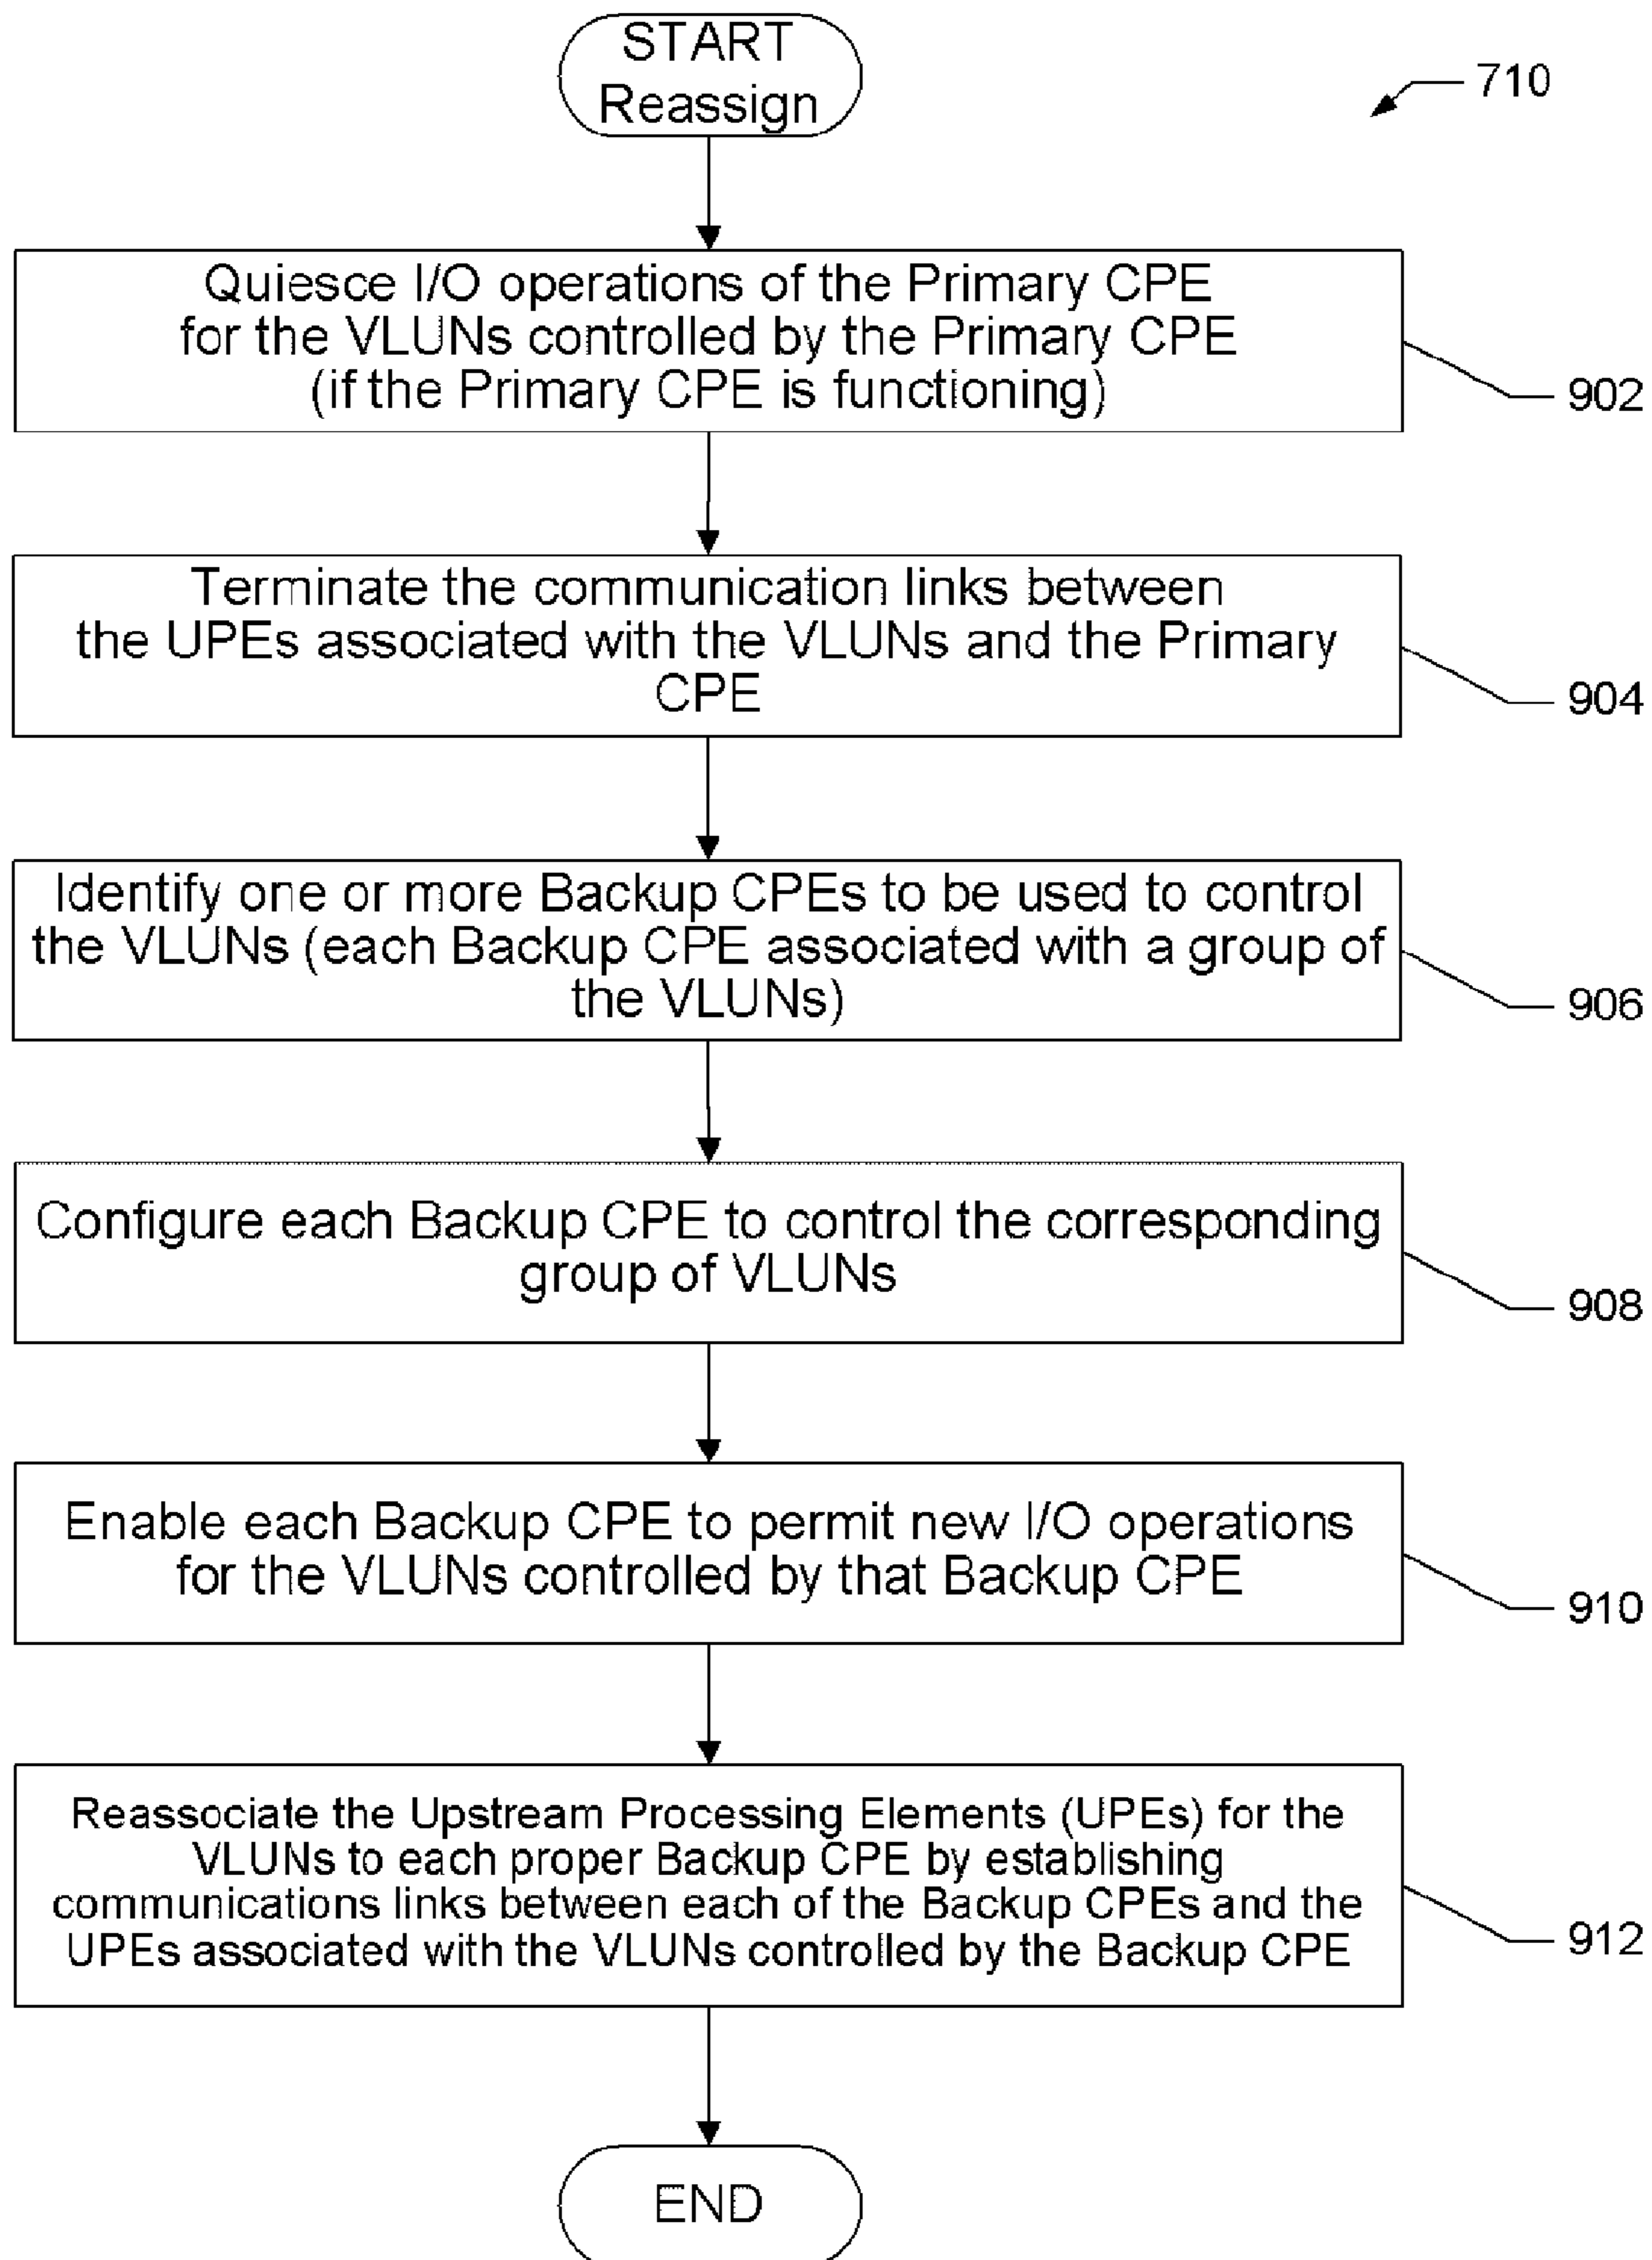 START
Reassign
710
Quiesce I/O operations of the Primary CPE
for the VLUNs controlled by the Primary CPE
(if the Primary CPE is functioning)
902
Terminate the communication links between
the UPEs associated with the VLUNs and the Primary
CPE
904
Identify one or more Backup CPEs to be used to control
the VLUNs (each Backup CPE associated with a group of
the VLUNs)
906
Configure each Backup CPE to control the corresponding
group of VLUNs
908
Enable each Backup CPE to permit new I/O operations
for the VLUNs controlled by that Backup CPE
910
Reassociate the Upstream Processing Elements (UPEs) for the
VLUNs to each proper Backup CPE by establishing
communications links between each of the Backup CPEs and the
UPEs associated with the VLUNs controlled by the Backup CPE
912
END